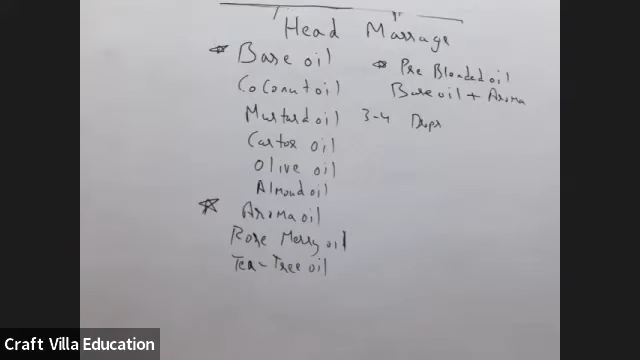 Head Massage
Base oil
Coconut oil
Mustard oil 3-4 Drops
Castor oil
Olive oil
Almond oil
Aroma oil
Rose Merry oil
Tea-Tree oil
Pre Blended oil
Base oil + Aroma
Craft Villa Education